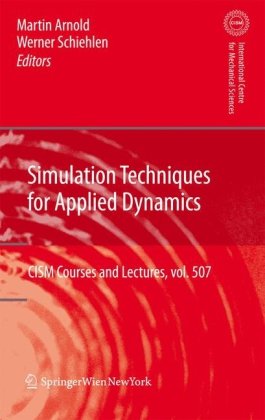 Martin Arnold
Werner Schiehlen
Editors
CISM
International Centre
for Mechanical Sciences
Simulation Techniques
for Applied Dynamics
CISM Courses and Lectures, vol. 507
SpringerWienNewYork